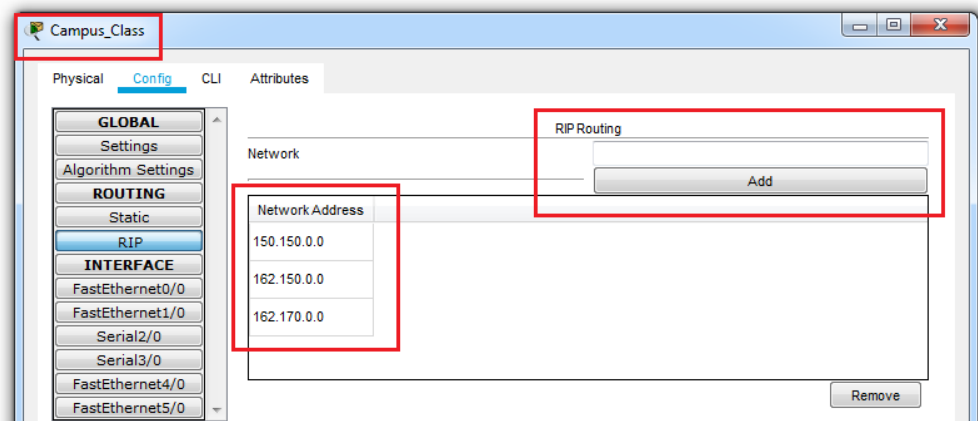 Campus_Class
Physical Config CLI Attributes
GLOBAL
Settings
Algorithm Settings
ROUTING
Static
RIP
INTERFACE
FastEthernet0/0
FastEthernet1/0
Serial2/0
Serial3/0
FastEthernet4/0
FastEthernet5/0
RIP Routing
Network
Add
Network Address
150.150.0.0
162.150.0.0
162.170.0.0
Remove